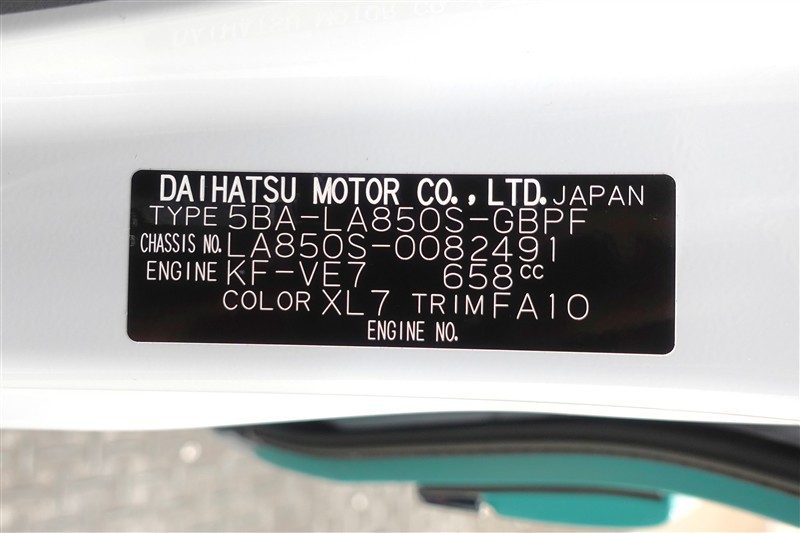 DAIHATSU MOTOR CO., LTD. JAPAN
TYPE 5BA-LA850S-GBPF
CHASSIS NO. LA850S-0082491
ENGINE KF-VE7 658cc
COLOR XL7 TRIM FA10
ENGINE NO.